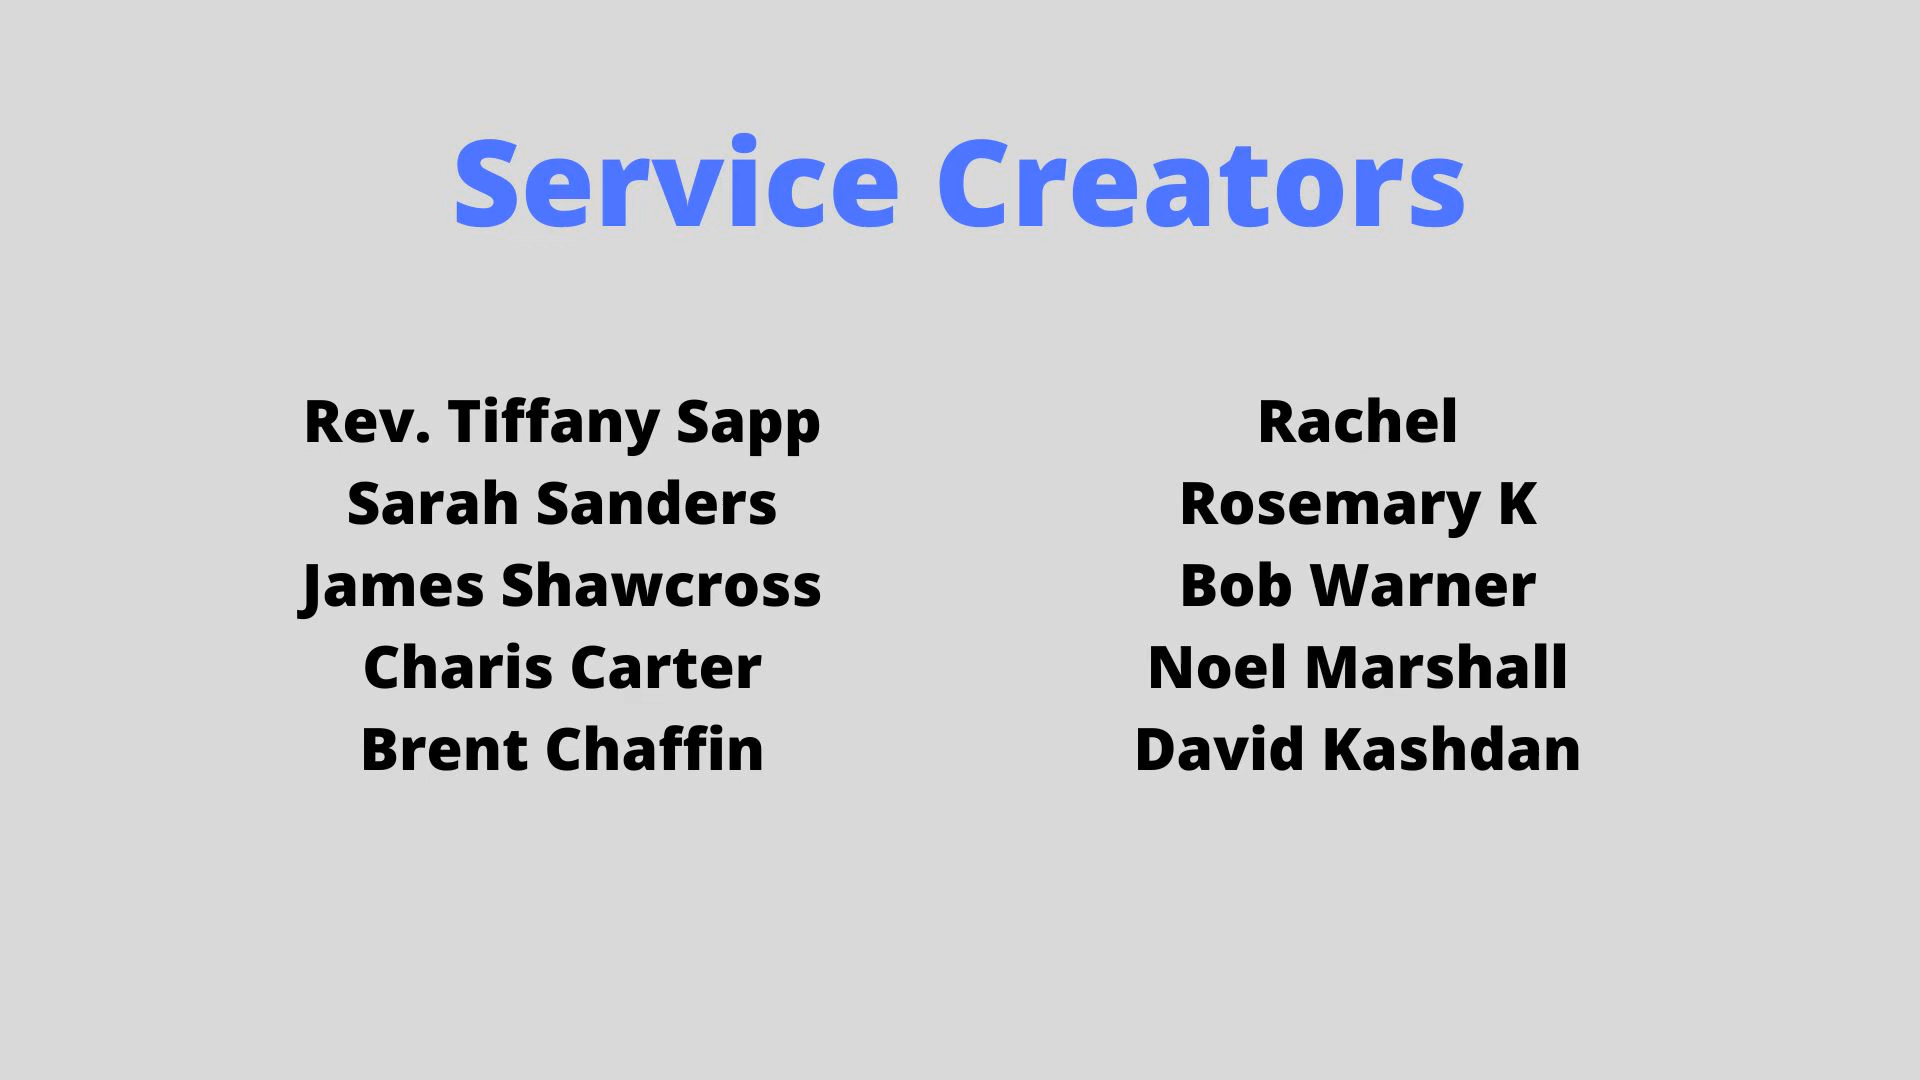 Service Creators
Rev. Tiffany Sapp
Sarah Sanders
James Shawcross
Charis Carter
Brent Chaffin
Rachel
Rosemary K
Bob Warner
Noel Marshall
David Kashdan